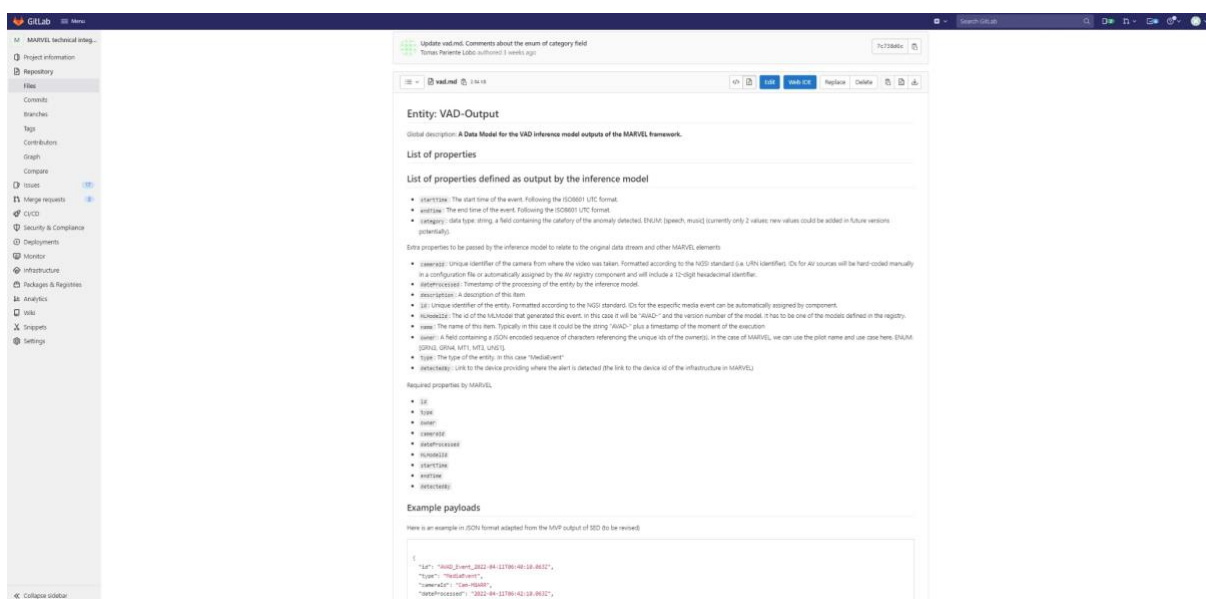 GitLab
Menu
Search GitLab
M MARVEL technical integ...
Project information
Repository
Files
Commits
Branches
Tags
Contributors
Graph
Compare
Issues
Merge requests
CI/CD
Security & Compliance
Deployments
Monitor
Infrastructure
Packages & Registries
Analytics
Wiki
Snippets
Settings
Collapse sidebar
Update vad.md. Comments about the enum of category field
Tomas Pariente Lobo authored 3 weeks ago
vad.md
Edit
Web IDE
Replace
Delete
Entity: VAD-Output
Global description: A Data Model for the VAD inference model outputs of the MARVEL framework.
List of properties
List of properties defined as output by the inference model
startTime: The start time of the event. Following the ISO8601 UTC format.
endTime: The end time of the event. Following the ISO8601 UTC format.
category: data type: string, a field containing the catefory of the anomaly detected. ENUM: [speech, music] (currently only 2 values; new values could be added in future versions
potentially).
Extra properties to be passed by the inference model to relate to the original data stream and other MARVEL elements
cameraId: Unique identifier of the camera from where the video was taken. Formatted according to the NGSI standard (i.e. URN identifier). IDs for AV sources will be hard-coded manually
in a configuration file or automatically assigned by the AV registry component and will include a 12-digit hexadecimal identifier.
dateProcessed: Timestamp of the processing of the entity by the inference model.
description: A description of this item
id: Unique identifier of the entity. Formatted according to the NGSI standard. IDs for the especific media event can be automatically assigned by component.
MLModelId: The id of the MLModel that generated this event. In this case it will be "AVAD-" and the version number of the model. It has to be one of the models defined in the registry.
name: The name of this item. Typically in this case it could be the string "AVAD-" plus a timestamp of the moment of the execution
owner: A field containing a JSON encoded sequence of characters referencing the unique ids of the owner(s). In the case of MARVEL, we can use the pilot name and use case here. ENUM:
[GRN3, GRN4, MT1, MT3, UNS1].
type: The type of the entity. In this case "MediaEvent"
detectedBy: Link to the device providing where the alert is detected (the link to the device id of the infrastructure in MARVEL)
Required properties by MARVEL
id
type
owner
cameraId
dateProcessed
MLModelId
startTime
endTime
detectedBy
Example payloads
Here is an example in JSON format adapted from the MVP output of SED (to be revised)
{
"id": "AVAD_Event_2022-04-11T06:40:10.063Z",
"type": "MediaEvent",
"dateProcessed": "2022-04-11T06:42:10.063Z",